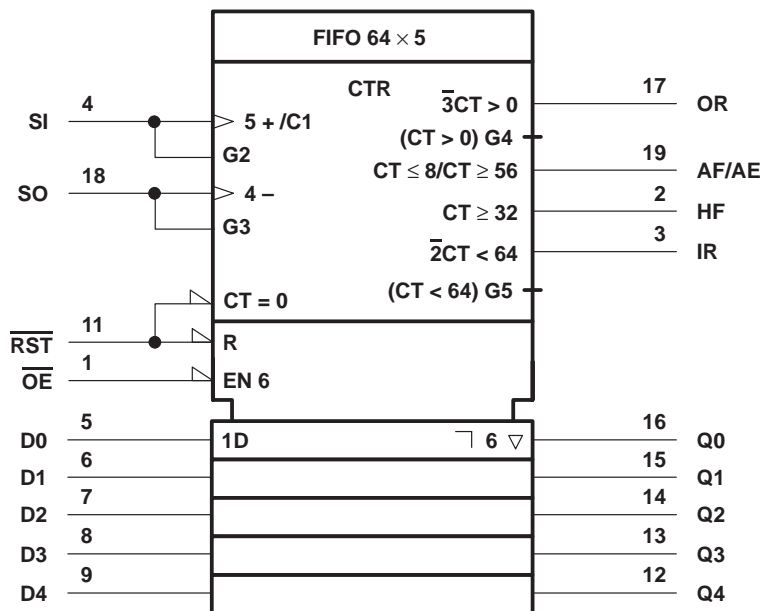 FIFO 64 × 5
CTR
SI 4 5 + /C1
G2
SO 18 4 –
G3
3̅CT > 0 17 OR
(CT > 0) G4
CT ≤ 8/CT ≥ 56 19 AF/AE
CT ≥ 32 2 HF
2̅CT < 64 3 IR
(CT < 64) G5
CT = 0
R̅S̅T̅ 11 R
O̅E̅ 1 EN 6
D0 5 1D 6 ▽ 16 Q0
D1 6 15 Q1
D2 7 14 Q2
D3 8 13 Q3
D4 9 12 Q4